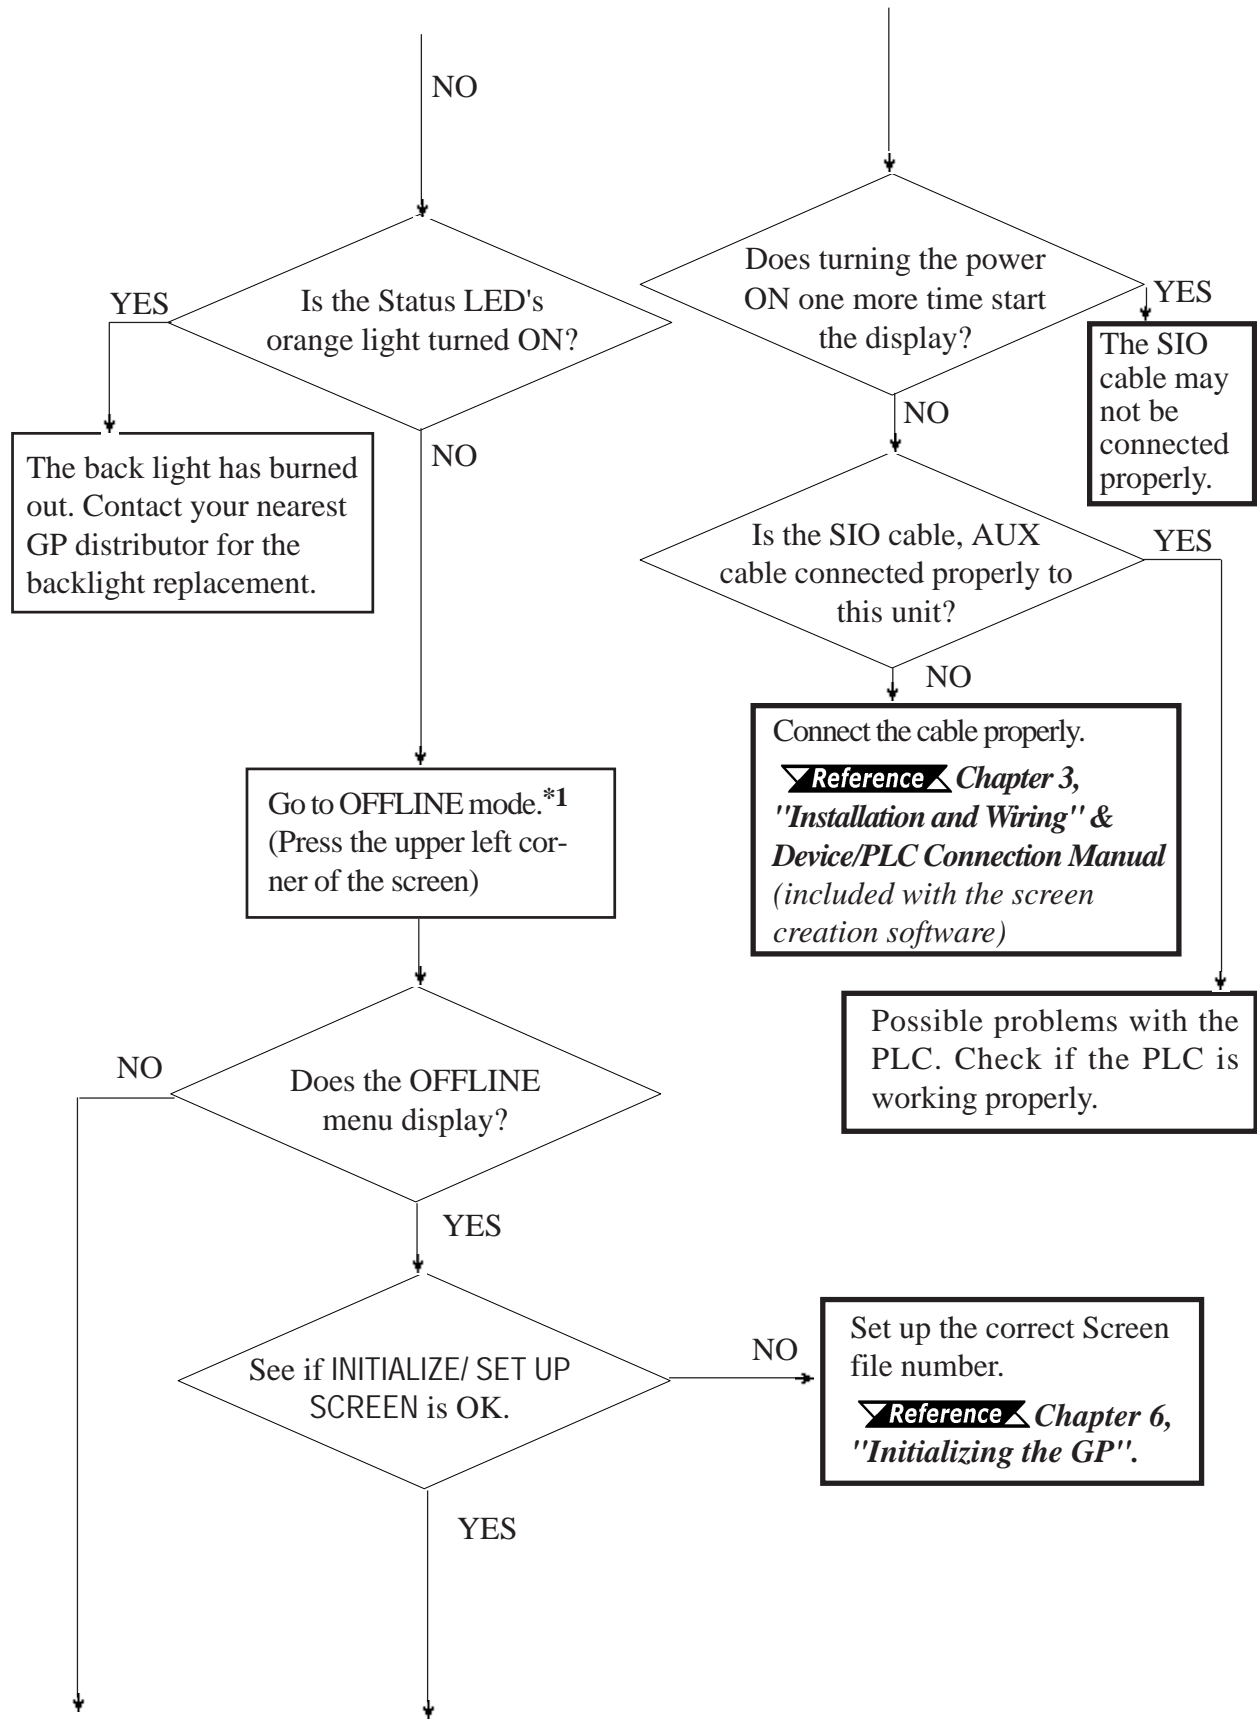 NO
Is the Status LED's
orange light turned ON?
YES
The back light has burned
out. Contact your nearest
GP distributor for the
backlight replacement.
NO
Go to OFFLINE mode.*1
(Press the upper left cor-
ner of the screen)
Does the OFFLINE
menu display?
NO
YES
See if INITIALIZE/ SET UP
SCREEN is OK.
NO
Set up the correct Screen
file number.
Reference Chapter 6,
"Initializing the GP".
YES
Does turning the power
ON one more time start
the display?
YES
The SIO
cable may
not be
connected
properly.
NO
Is the SIO cable, AUX
cable connected properly to
this unit?
YES
NO
Connect the cable properly.
Reference Chapter 3,
"Installation and Wiring" &
Device/PLC Connection Manual
(included with the screen
creation software)
Possible problems with the
PLC. Check if the PLC is
working properly.